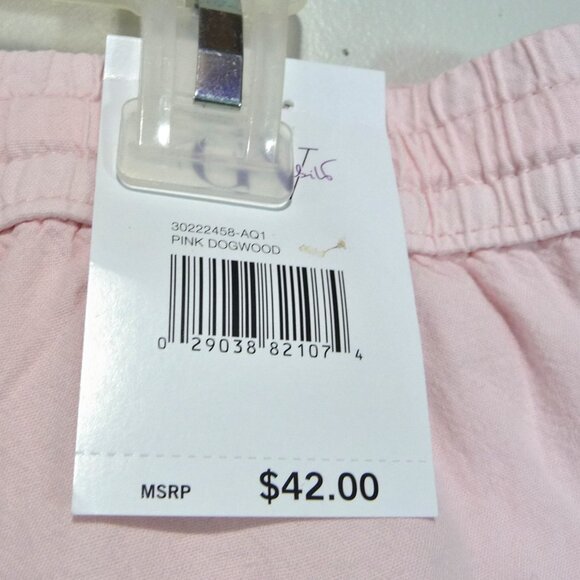 30222458-AQ1
PINK DOGWOOD
0 29038 82107 4
MSRP $42.00